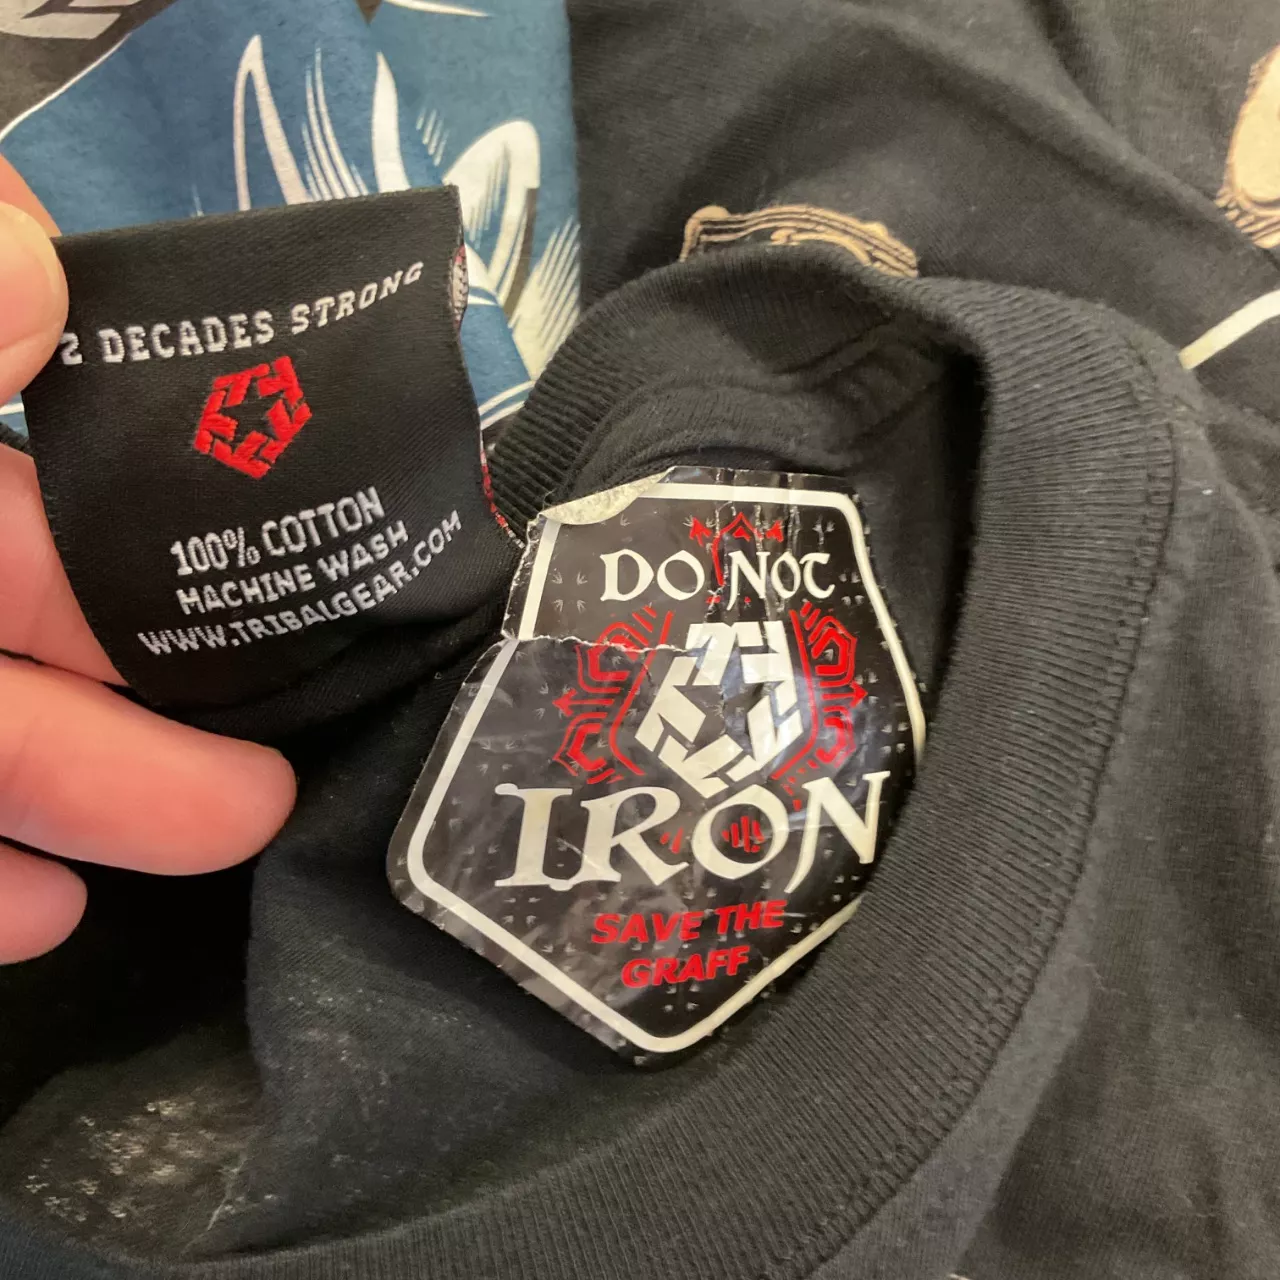 2 DECADES STRONG
100% COTTON
MACHINE WASH
WWW.TRIBALGEAR.COM
DO NOT
IRON
SAVE THE
GRAFF